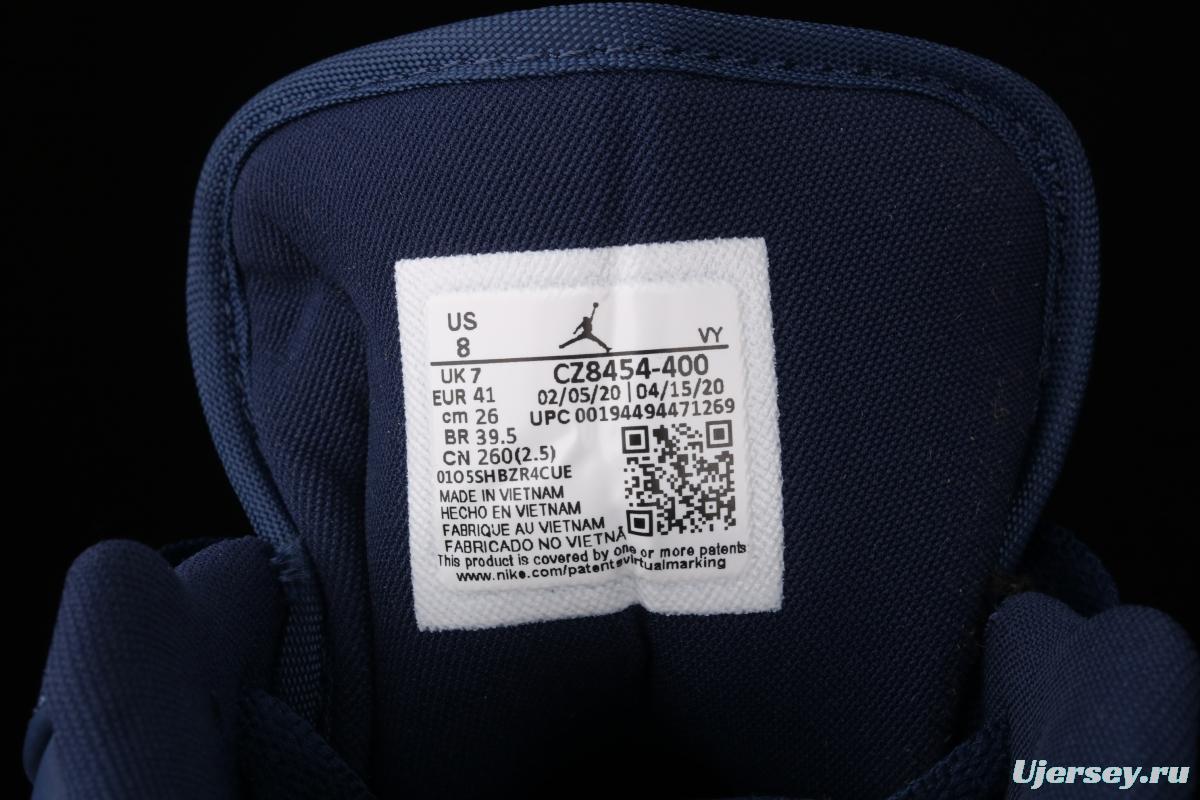 US
8
VY
UK 7
CZ8454-400
EUR 41
02/05/20 | 04/15/20
cm 26
UPC 00194494471269
BR 39.5
CN 260(2.5)
01O5SHBZR4CUE
MADE IN VIETNAM
HECHO EN VIETNAM
FABRIQUE AU VIETNAM
FABRICADO NO VIETNA
This product is covered by one or more patents
www.nike.com/patentsvirtualmarking
Ujersey.ru